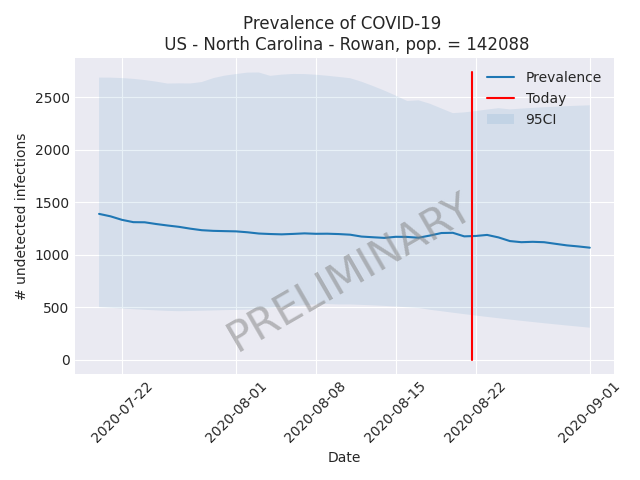 Prevalence of COVID-19
US - North Carolina - Rowan, pop. = 142088
Prevalence
Today
95CI
2500
2000
1500
1000
500
0
# undetected infections
PRELIMINARY
2020-07-22
2020-08-01
2020-08-08
2020-08-15
2020-08-22
2020-09-01
Date